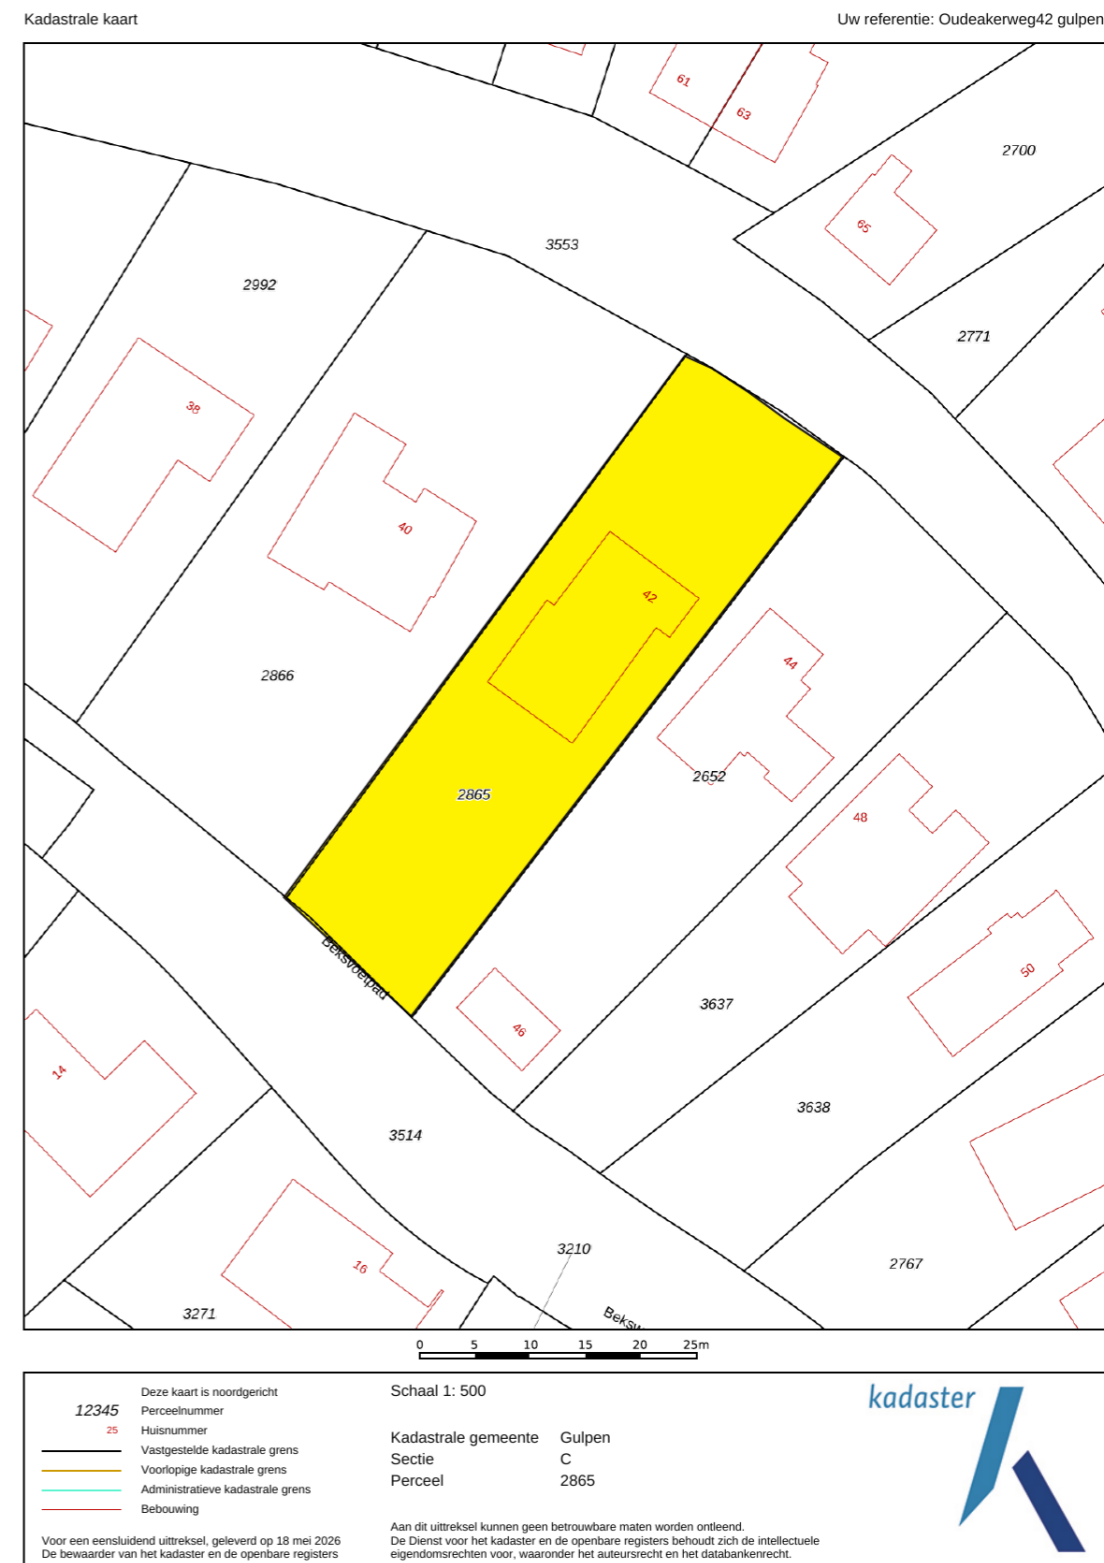 Kadastrale kaart
Uw referentie: Oudeakerweg42 gulpen
61
63
2700
65
3553
2992
2771
38
40
42
44
2866
2652
2865
48
Beksvoetpad
50
46
3637
14
3638
3514
3210
16
2767
3271
0 5 10 15 20 25m
Deze kaart is noordgericht
12345 Perceelnummer
25 Huisnummer
Vastgestelde kadastrale grens
Voorlopige kadastrale grens
Administratieve kadastrale grens
Bebouwing
Voor een eensluidend uittreksel, geleverd op 18 mei 2026
De bewaarder van het kadaster en de openbare registers
Schaal 1: 500
Kadastrale gemeente Gulpen
Sectie C
Perceel 2865
Aan dit uittreksel kunnen geen betrouwbare maten worden ontleend.
De Dienst voor het kadaster en de openbare registers behoudt zich de intellectuele
eigendomsrechten voor, waaronder het auteursrecht en het databankenrecht.
kadaster